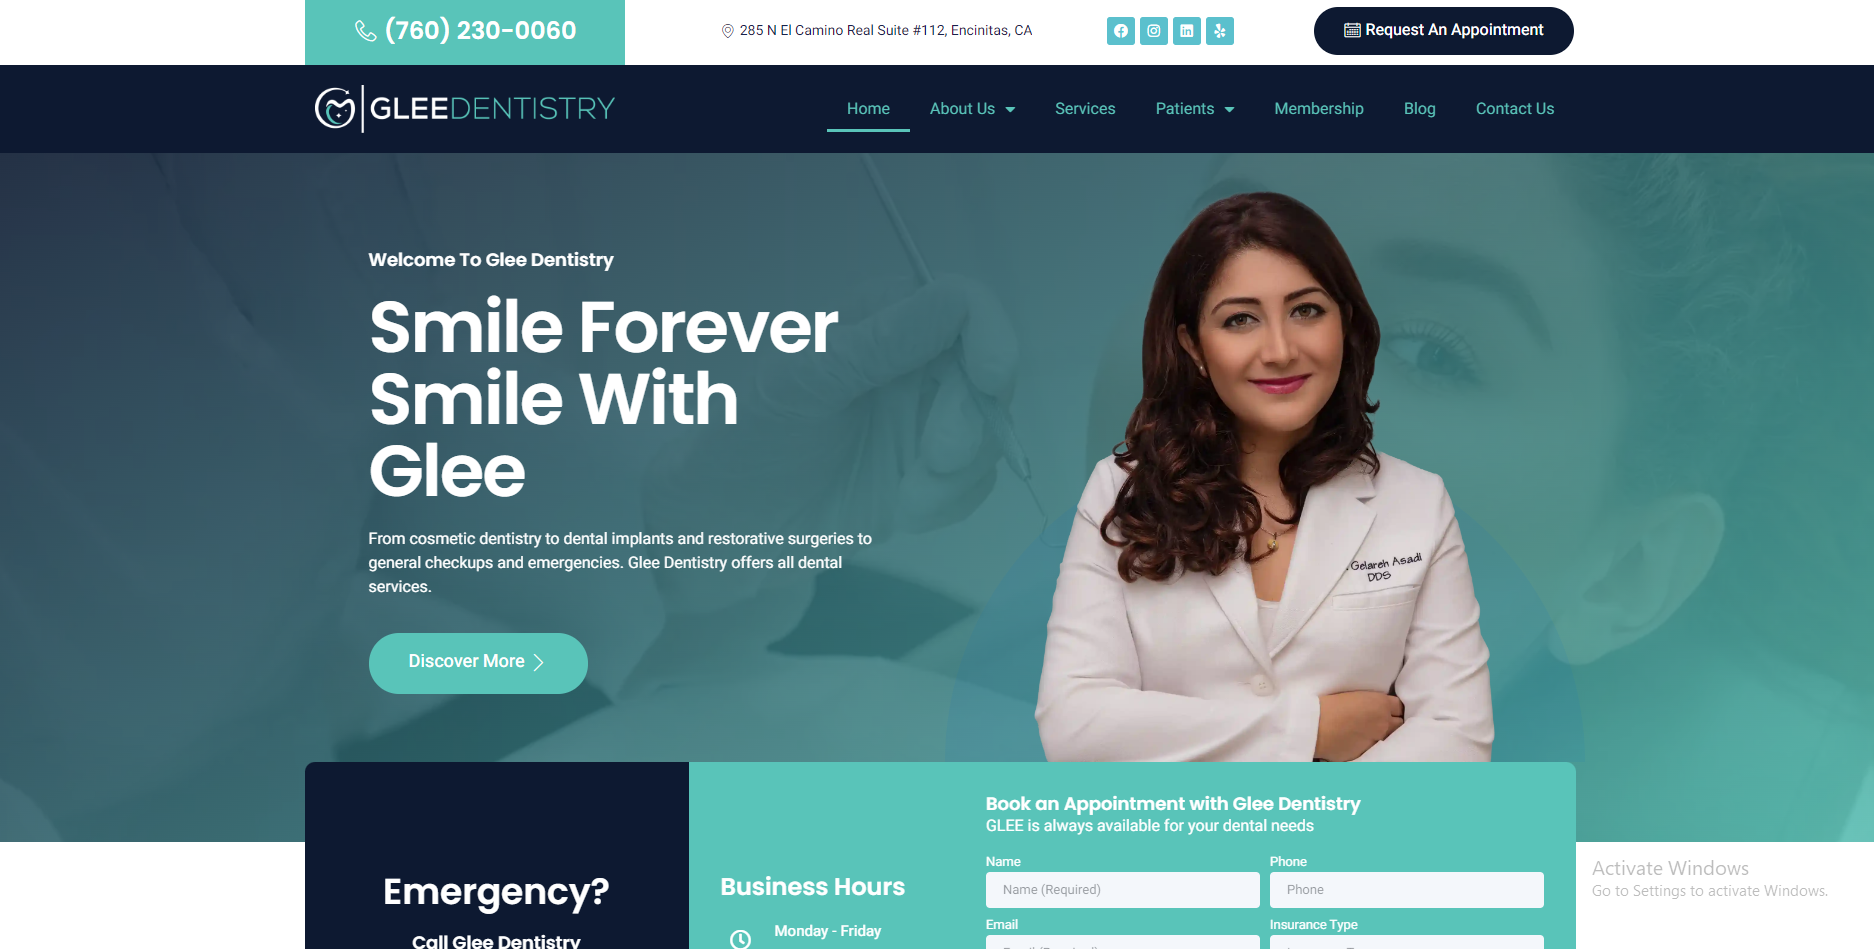 (760) 230-0060
285 N El Camino Real Suite #112, Encinitas, CA
Request An Appointment
GLEEDENTISTRY
Home
About Us
Services
Patients
Membership
Blog
Contact Us
Welcome To Glee Dentistry
Smile Forever
Smile With
Glee
From cosmetic dentistry to dental implants and restorative surgeries to
general checkups and emergencies. Glee Dentistry offers all dental
services.
Discover More
Gelareh Asadi
DDS
Emergency?
Call Glee Dentistry
Business Hours
Monday - Friday
Book an Appointment with Glee Dentistry
GLEE is always available for your dental needs
Name
Phone
Name (Required)
Phone
Email
Insurance Type
Activate Windows
Go to Settings to activate Windows.